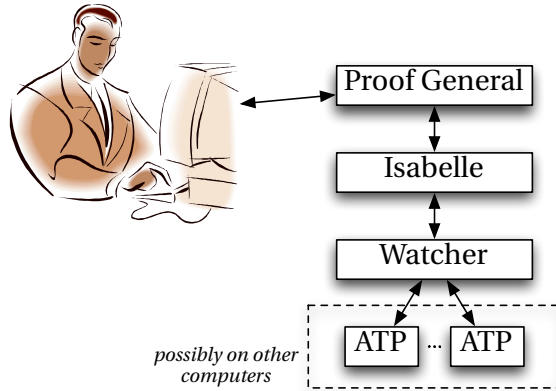 Proof General
Isabelle
Watcher
ATP ... ATP
possibly on other
computers